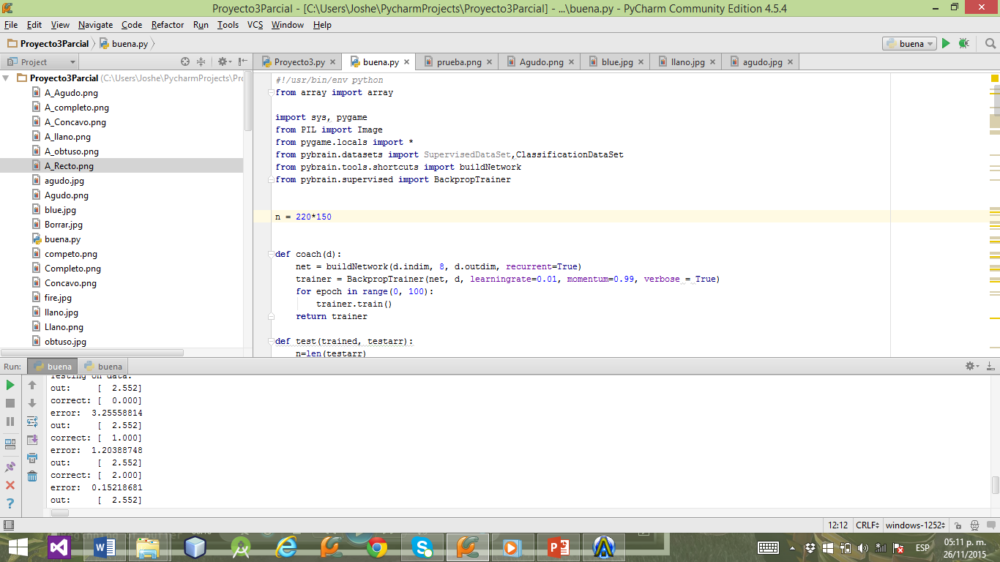 Proyecto3Parcial - [C:\Users\Joshe\PycharmProjects\Proyecto3Parcial] - ...\buena.py - PyCharm Community Edition 4.5.4
File Edit View Navigate Code Refactor Run Tools VCS Window Help
Proyecto3Parcial buena.py
buena
Project
Proyecto3.py buena.py prueba.png Agudo.png blue.jpg llano.jpg agudo.jpg
Proyecto3Parcial (C:\Users\Joshe\PycharmProjects\Pr
A_Agudo.png
A_completo.png
A_Concavo.png
A_llano.png
A_obtuso.png
A_Recto.png
agudo.jpg
Agudo.png
blue.jpg
Borrar.jpg
buena.py
competo.png
Completo.png
Concavo.png
fire.jpg
llano.jpg
Llano.png
obtuso.jpg
#!/usr/bin/env python
from array import array
import sys, pygame
from PIL import Image
from pygame.locals import *
from pybrain.datasets import SupervisedDataSet,ClassificationDataSet
from pybrain.tools.shortcuts import buildNetwork
from pybrain.supervised import BackpropTrainer
n = 220*150
def coach(d):
net = buildNetwork(d.indim, 8, d.outdim, recurrent=True)
trainer = BackpropTrainer(net, d, learningrate=0.01, momentum=0.99, verbose = True)
for epoch in range(0, 100):
trainer.train()
return trainer
def test(trained, testarr):
n=len(testarr)
Run: buena buena
Testing on data:
out: [ 2.552]
correct: [ 0.000]
error: 3.25558814
out: [ 2.552]
correct: [ 1.000]
error: 1.20388748
out: [ 2.552]
correct: [ 2.000]
error: 0.15218681
out: [ 2.552]
12:12 CRLF windows-1252
ESP
05:11 p. m.
26/11/2015